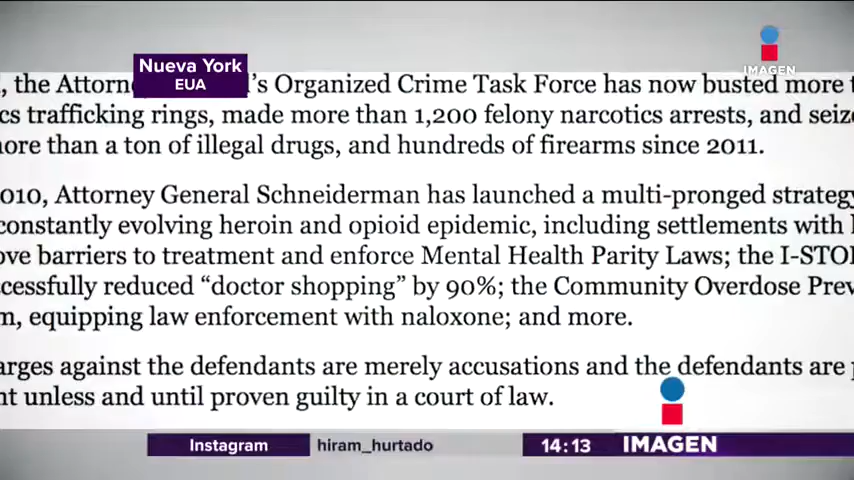 Nueva York
EUA
IMAGEN
, the Attorn 's Organized Crime Task Force has now busted more
cs trafficking rings, made more than 1,200 felony narcotics arrests, and seize
ore than a ton of illegal drugs, and hundreds of firearms since 2011.
010, Attorney General Schneiderman has launched a multi-pronged strategy
constantly evolving heroin and opioid epidemic, including settlements with
ove barriers to treatment and enforce Mental Health Parity Laws; the I-STO
ccessfully reduced “doctor shopping” by 90%; the Community Overdose Prev
m, equipping law enforcement with naloxone; and more.
arges against the defendants are merely accusations and the defendants are
nt unless and until proven guilty in a court of law.
Instagram hiram_hurtado 14:13 IMAGEN